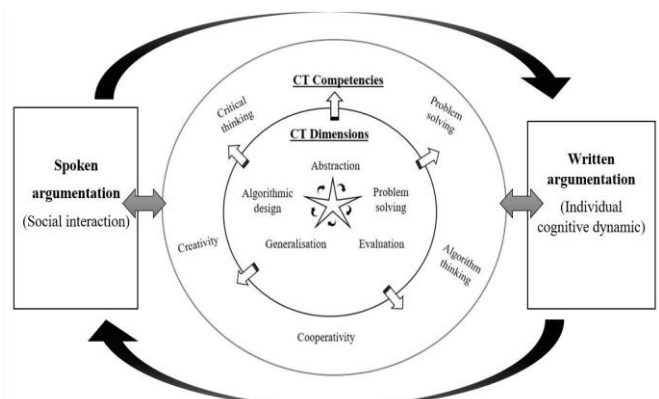 CT Competencies
Critical
thinking
Problem
solving
CT Dimensions
Abstraction
Algorithmic
design
Problem
solving
Generalisation
Evaluation
Creativity
Algorithm
thinking
Cooperativity
Spoken
argumentation
(Social interaction)
Written
argumentation
(Individual
cognitive dynamic)